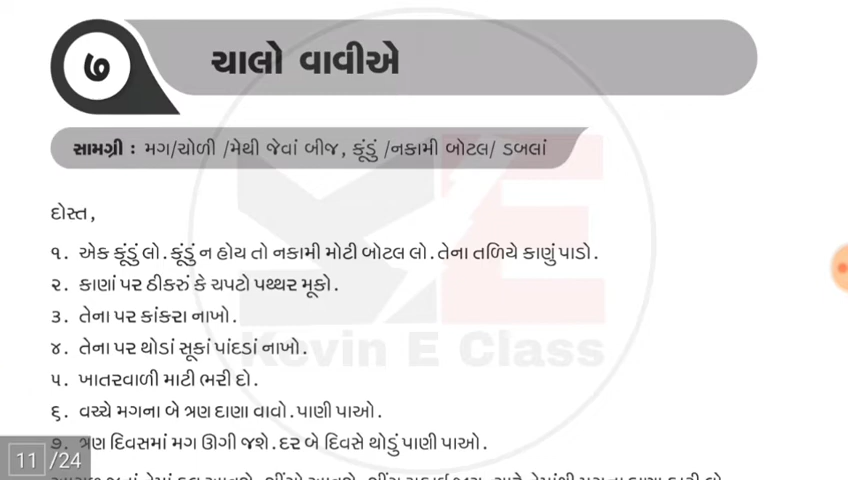 ૭
ચાલો વાવીએ
સામગ્રી : મગ/ચોળી /મેથી જેવાં બીજ, કૂંડું /નકામી બોટલ/ ડબલાં
દોસ્ત,
૧. એક કૂંડું લો.કૂંડું ન હોય તો નકામી મોટી બોટલ લો.તેના તળિયે કાણું પાડો.
૨. કાણાં પર ઠીકરું કે ચપટો પથ્થર મૂકો.
૩. તેના પર કાંકરા નાખો.
૪. તેના પર થોડાં સૂકાં પાંદડાં નાખો.
Kevin E Class
૫. ખાતરવાળી માટી ભરી દો.
૬. વચ્ચે મગના બે ત્રણ દાણા વાવો.પાણી પાઓ.
૭. ત્રણ દિવસમાં મગ ઊગી જશે.દર બે દિવસે થોડું પાણી પાઓ.
11 /24